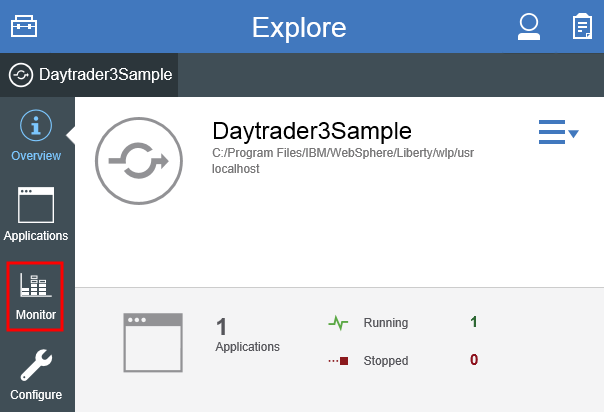 Explore
Daytrader3Sample
Overview
Applications
Monitor
Configure
Daytrader3Sample
C:/Program Files/IBM/WebSphere/Liberty/wlp/usr
localhost
1
Applications
Running 1
Stopped 0